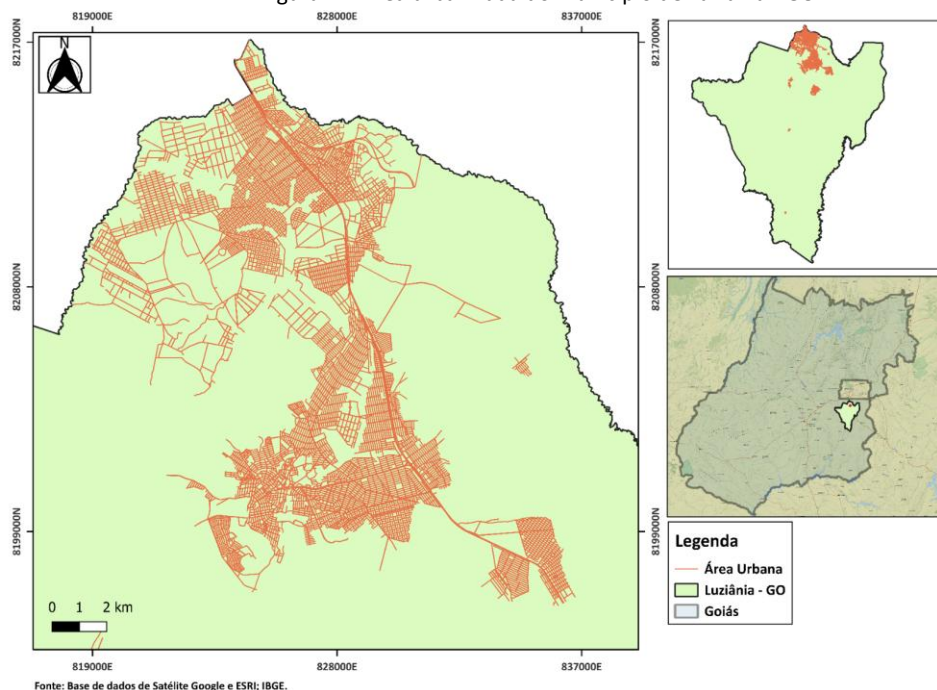 819000E
828000E
837000E
8217000N
8217000N
N
8208000N
8208000N
8199000N
8199000N
0 1 2 km
819000E
828000E
837000E
Legenda
Área Urbana
Luziânia - GO
Goiás
Fonte: Base de dados de Satélite Google e ESRI; IBGE.